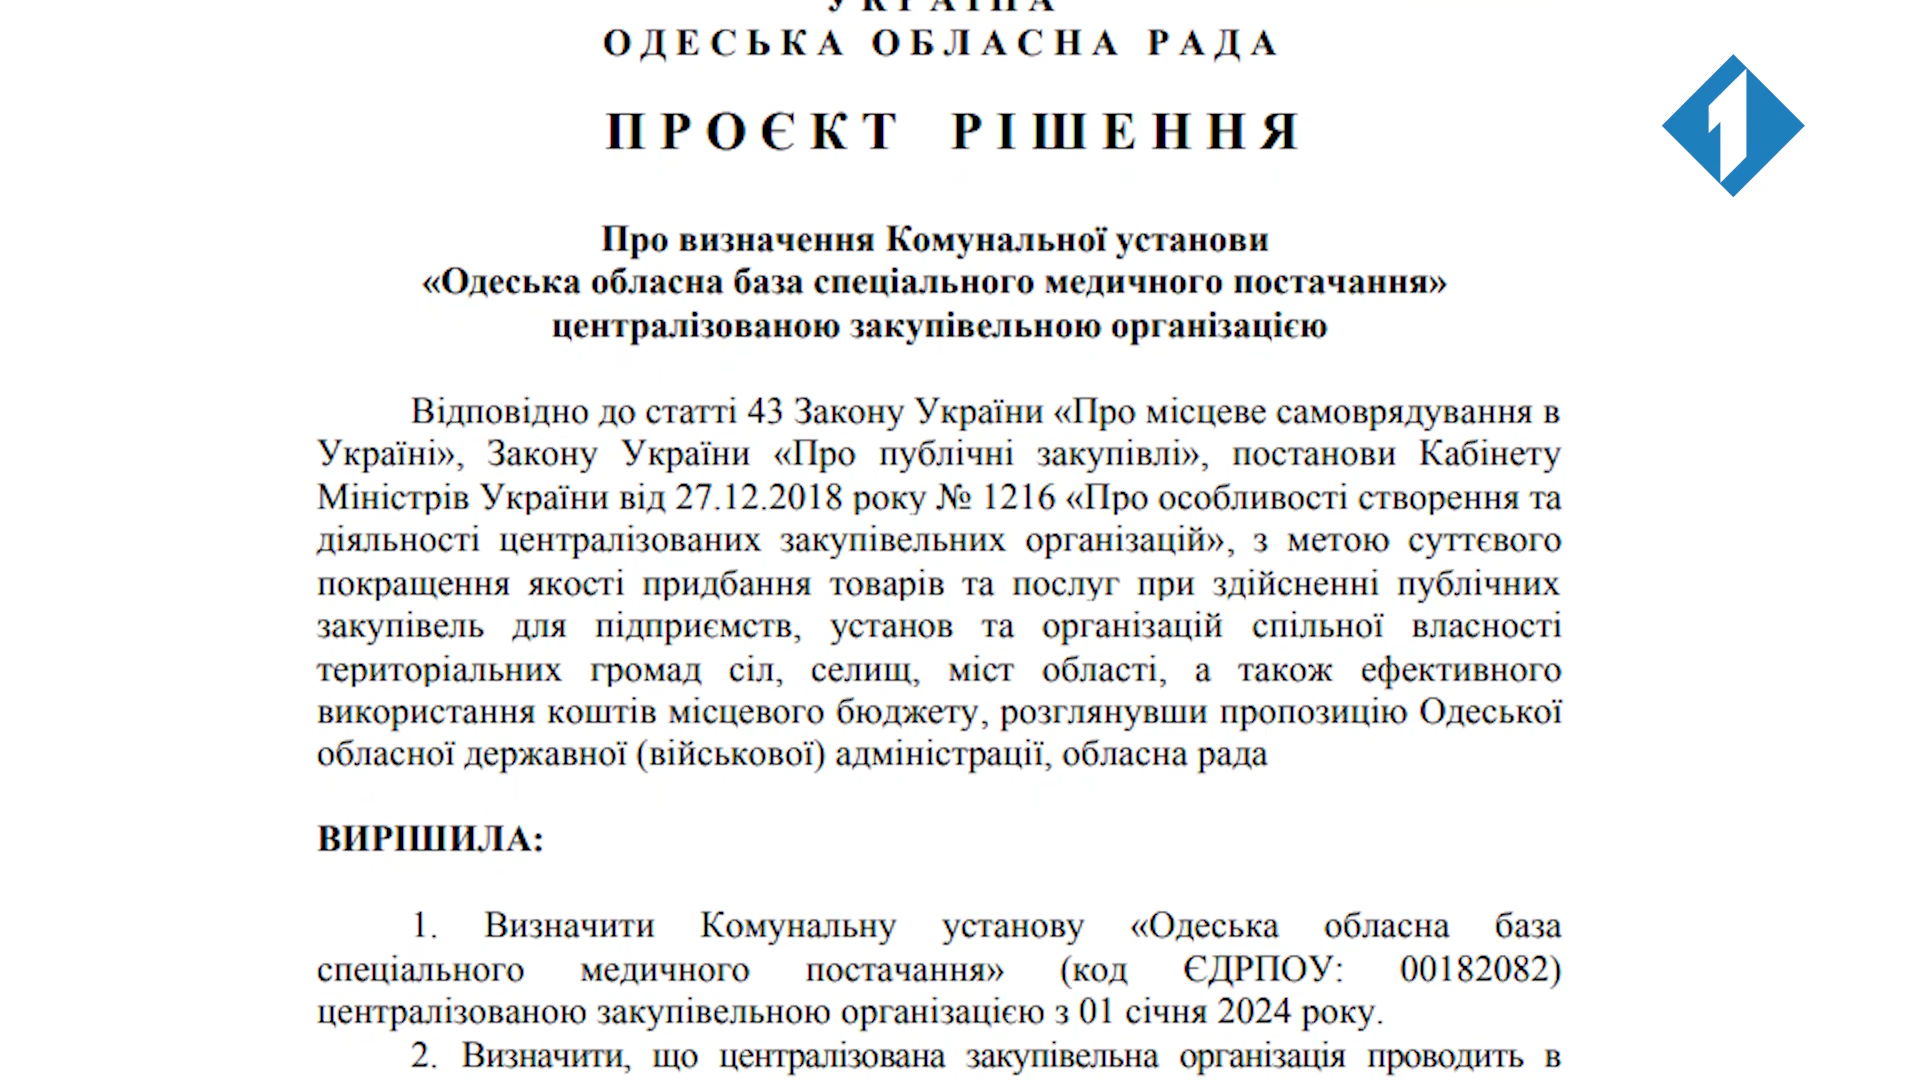 УКРАЇНА
ОДЕСЬКА ОБЛАСНА РАДА
ПРОЄКТ РІШЕННЯ
1
Про визначення Комунальної установи
«Одеська обласна база спеціального медичного постачання»
централізованою закупівельною організацією
Відповідно до статті 43 Закону України «Про місцеве самоврядування в
Україні», Закону України «Про публічні закупівлі», постанови Кабінету
Міністрів України від 27.12.2018 року № 1216 «Про особливості створення та
діяльності централізованих закупівельних організацій», з метою суттєвого
покращення якості придбання товарів та послуг при здійсненні публічних
закупівель для підприємств, установ та організацій спільної власності
територіальних громад сіл, селищ, міст області, а також ефективного
використання коштів місцевого бюджету, розглянувши пропозицію Одеської
обласної державної (військової) адміністрації, обласна рада
ВИРІШИЛА:
1. Визначити Комунальну установу «Одеська обласна база
спеціального медичного постачання» (код ЄДРПОУ: 00182082)
централізованою закупівельною організацією з 01 січня 2024 року.
2. Визначити, що централізована закупівельна організація проводить в